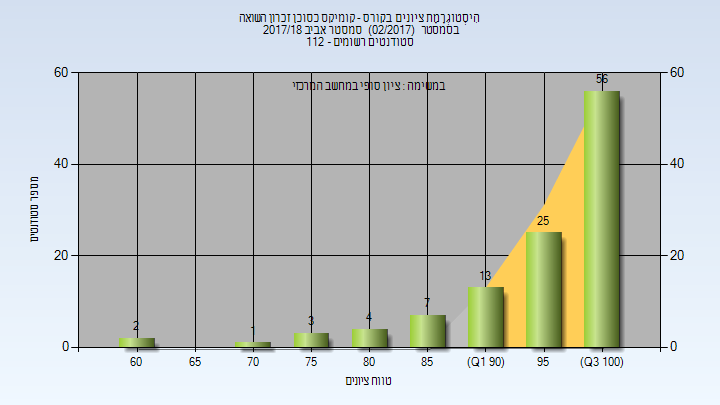 היסטוגרמת ציונים בקורס - קומיקס כסוכן זכרון השואה
בסמסטר (02/2017) סמסטר אביב 2017/18
סטודנטים רשומים - 112
במשימה : ציון סופי במחשב המרכזי
60 60
56
40 40
25
20 20
13
7
4
3
2
1
0 0
60 65 70 75 80 85 (Q1 90) 95 (Q3 100)
טווח ציונים
מספר סטודנטים